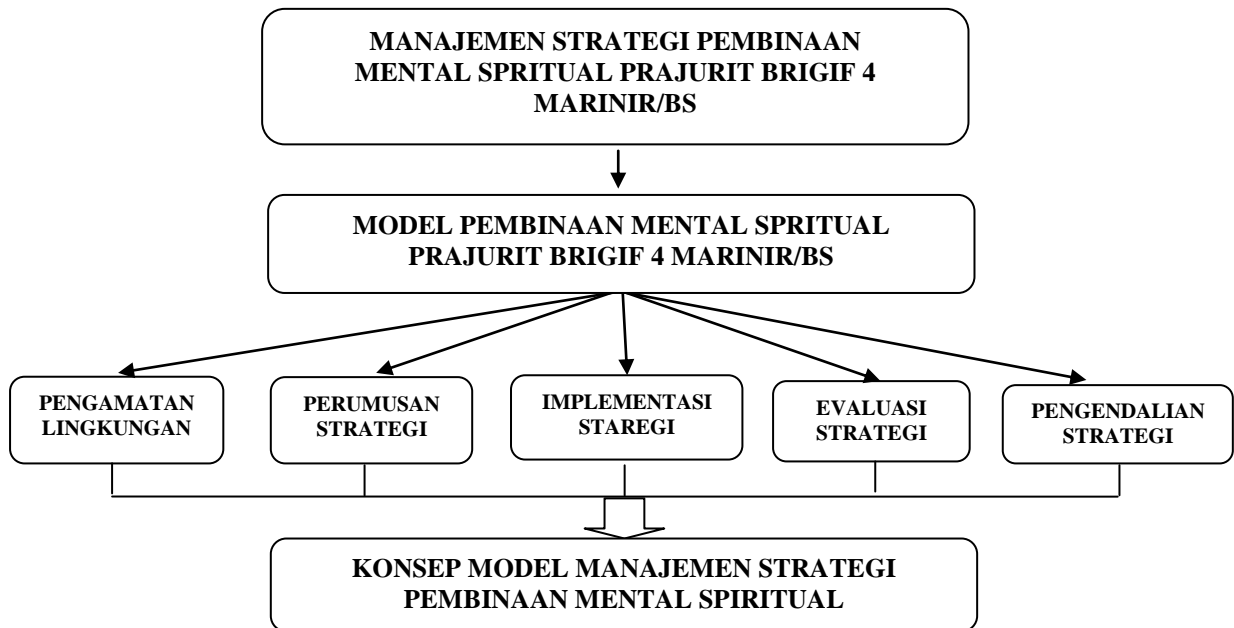 MANAJEMEN STRATEGI PEMBINAAN
MENTAL SPRITUAL PRAJURIT BRIGIF 4
MARINIR/BS
MODEL PEMBINAAN MENTAL SPRITUAL
PRAJURIT BRIGIF 4 MARINIR/BS
PENGAMATAN
LINGKUNGAN
PERUMUSAN
STRATEGI
IMPLEMENTASI
STAREGI
EVALUASI
STRATEGI
PENGENDALIAN
STRATEGI
KONSEP MODEL MANAJEMEN STRATEGI
PEMBINAAN MENTAL SPIRITUAL